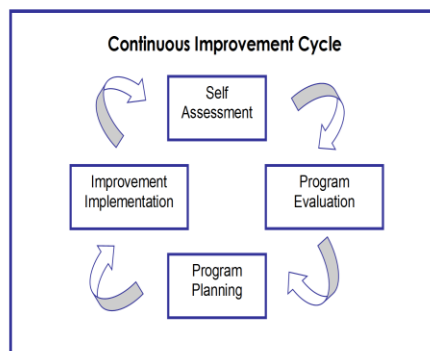 Continuous Improvement Cycle
Self
Assessment
Improvement
Implementation
Program
Evaluation
Program
Planning